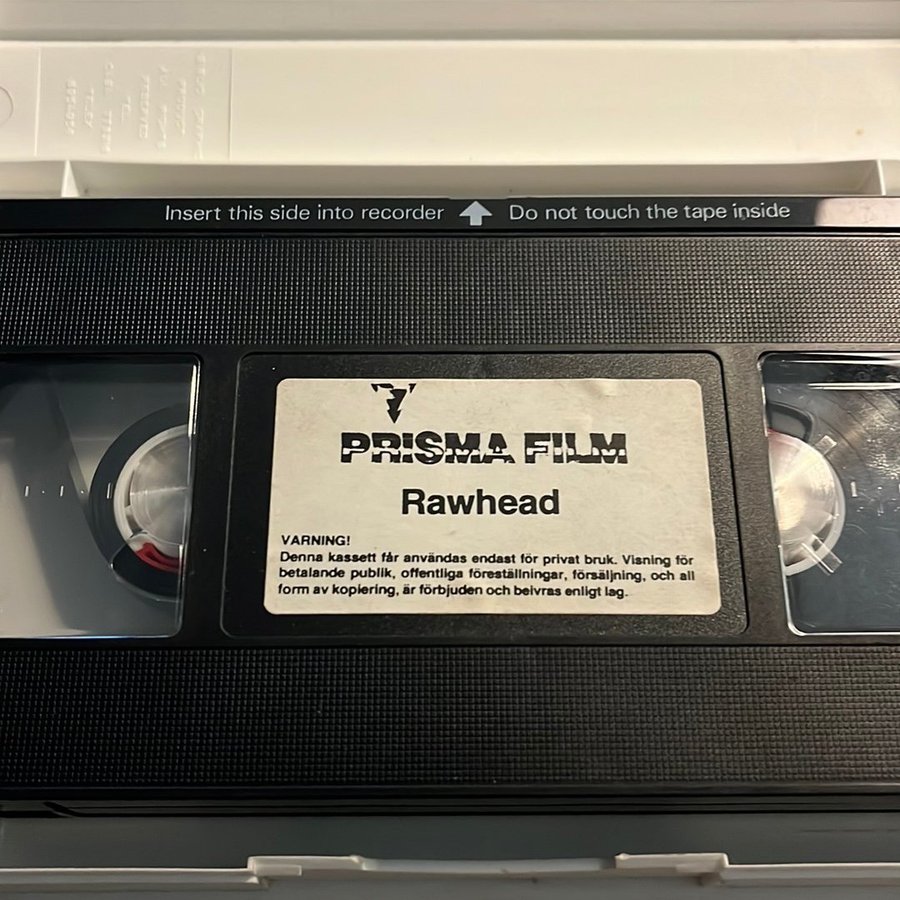 Insert this side into recorder Do not touch the tape inside
PRISMA FILM
Rawhead
VARNING!
Denna kassett får användas endast för privat bruk. Visning för
betalande publik, offentliga föreställningar, försäljning, och all
form av kopiering, är förbjuden och beivras enligt lag.